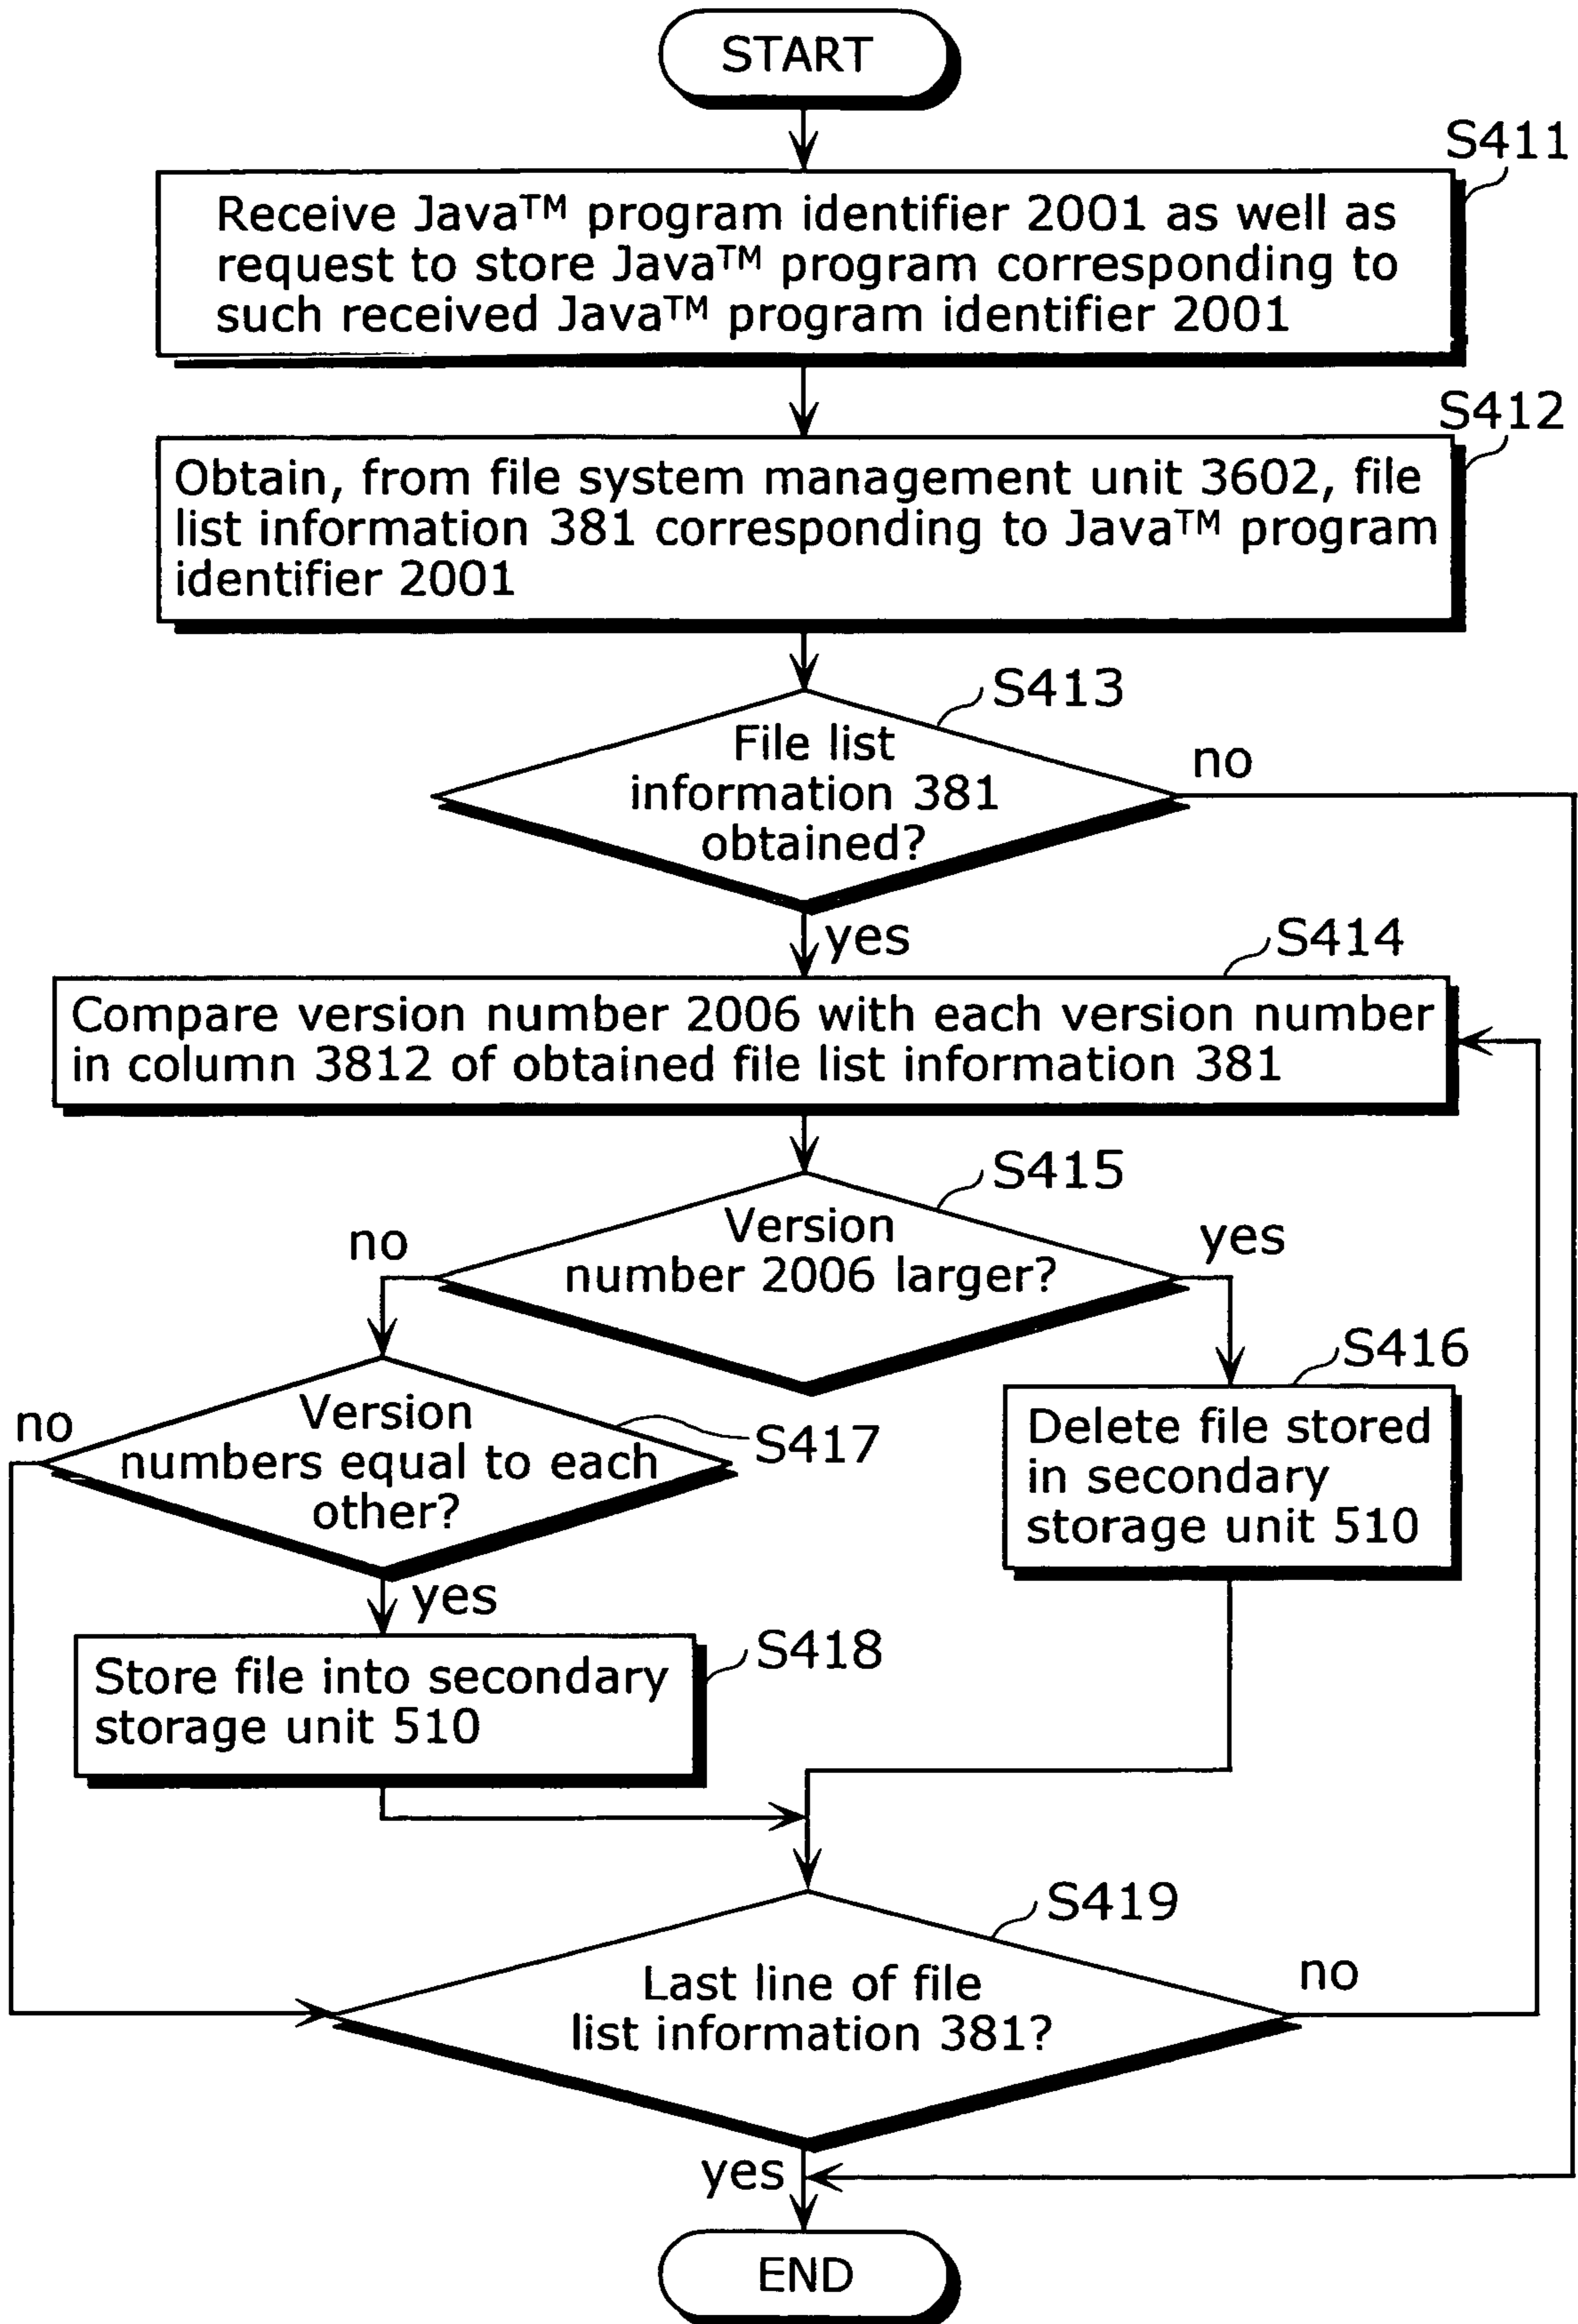 START
S411
Receive Java™ program identifier 2001 as well as
request to store Java™ program corresponding to
such received Java™ program identifier 2001
S412
Obtain, from file system management unit 3602, file
list information 381 corresponding to Java™ program
identifier 2001
S413
File list
information 381
obtained?
no
yes
S414
Compare version number 2006 with each version number
in column 3812 of obtained file list information 381
S415
Version
number 2006 larger?
no
yes
S416
Delete file stored
in secondary
storage unit 510
no
Version
numbers equal to each
other?
S417
yes
S418
Store file into secondary
storage unit 510
S419
Last line of file
list information 381?
no
yes
END